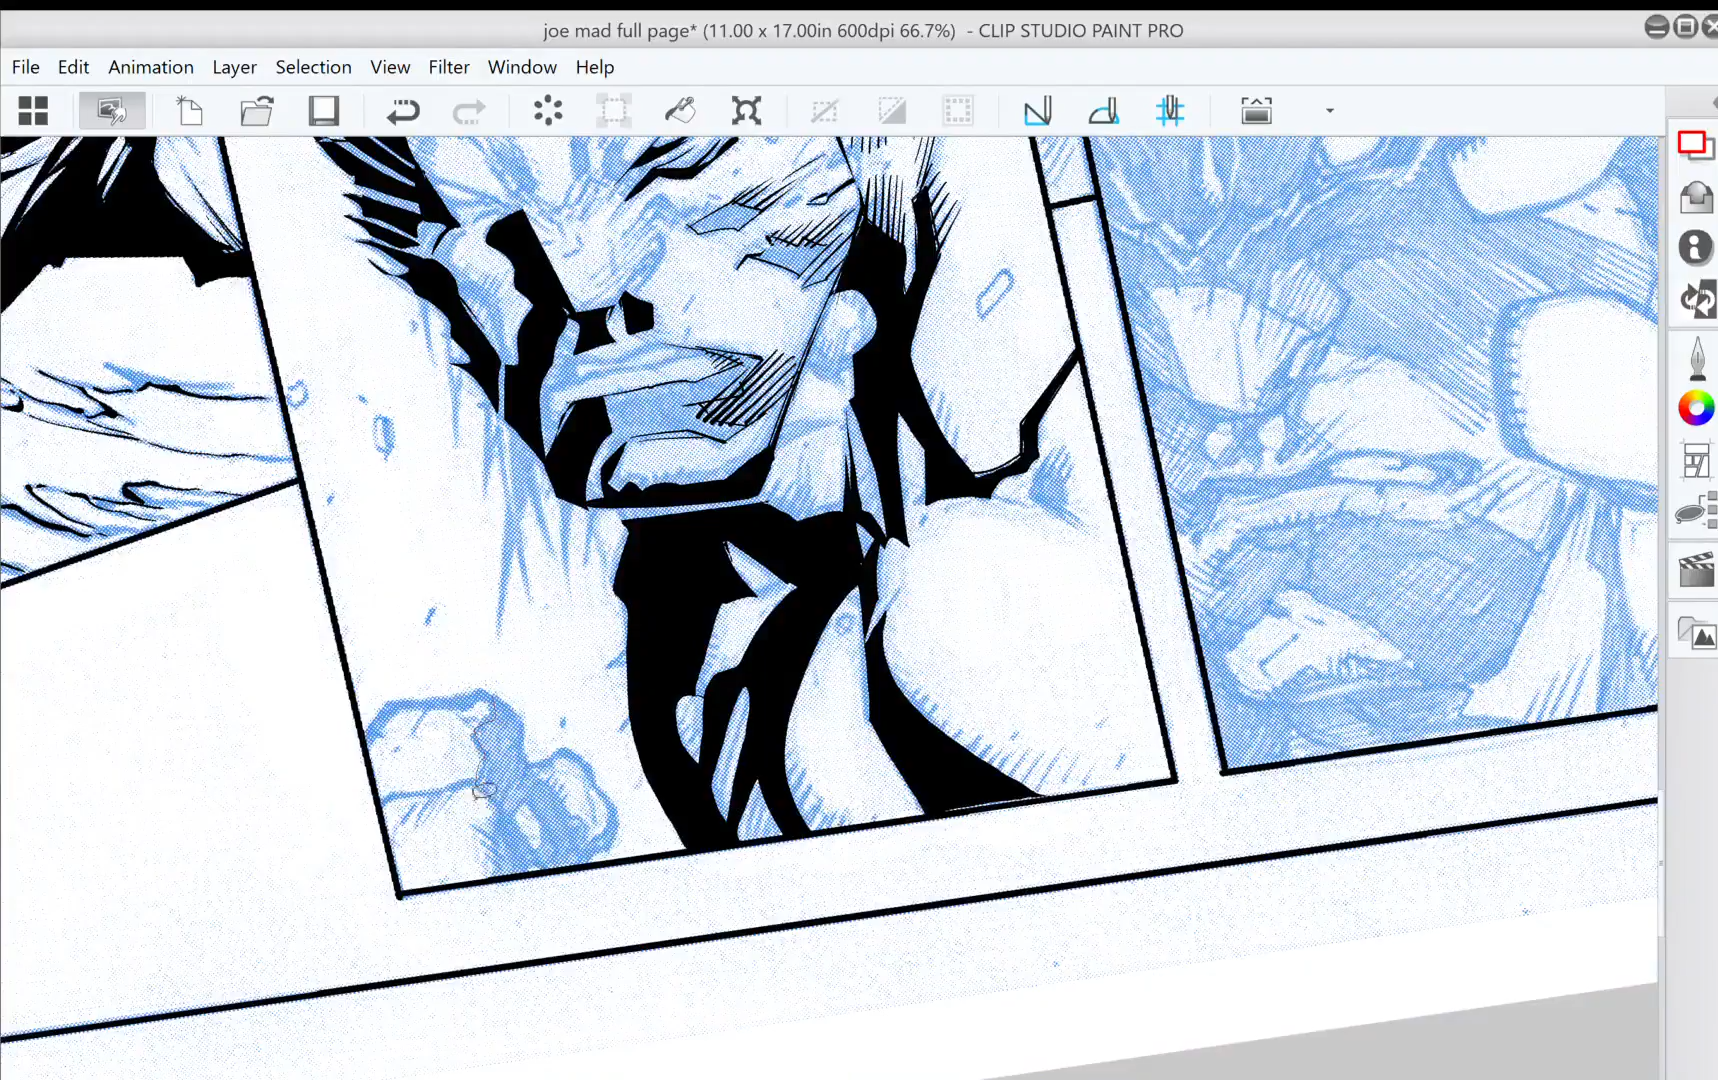 joe mad full page* (11.00 x 17.00in 600dpi 66.7%)  - CLIP STUDIO PAINT PRO
File Edit Animation Layer Selection View Filter Window Help